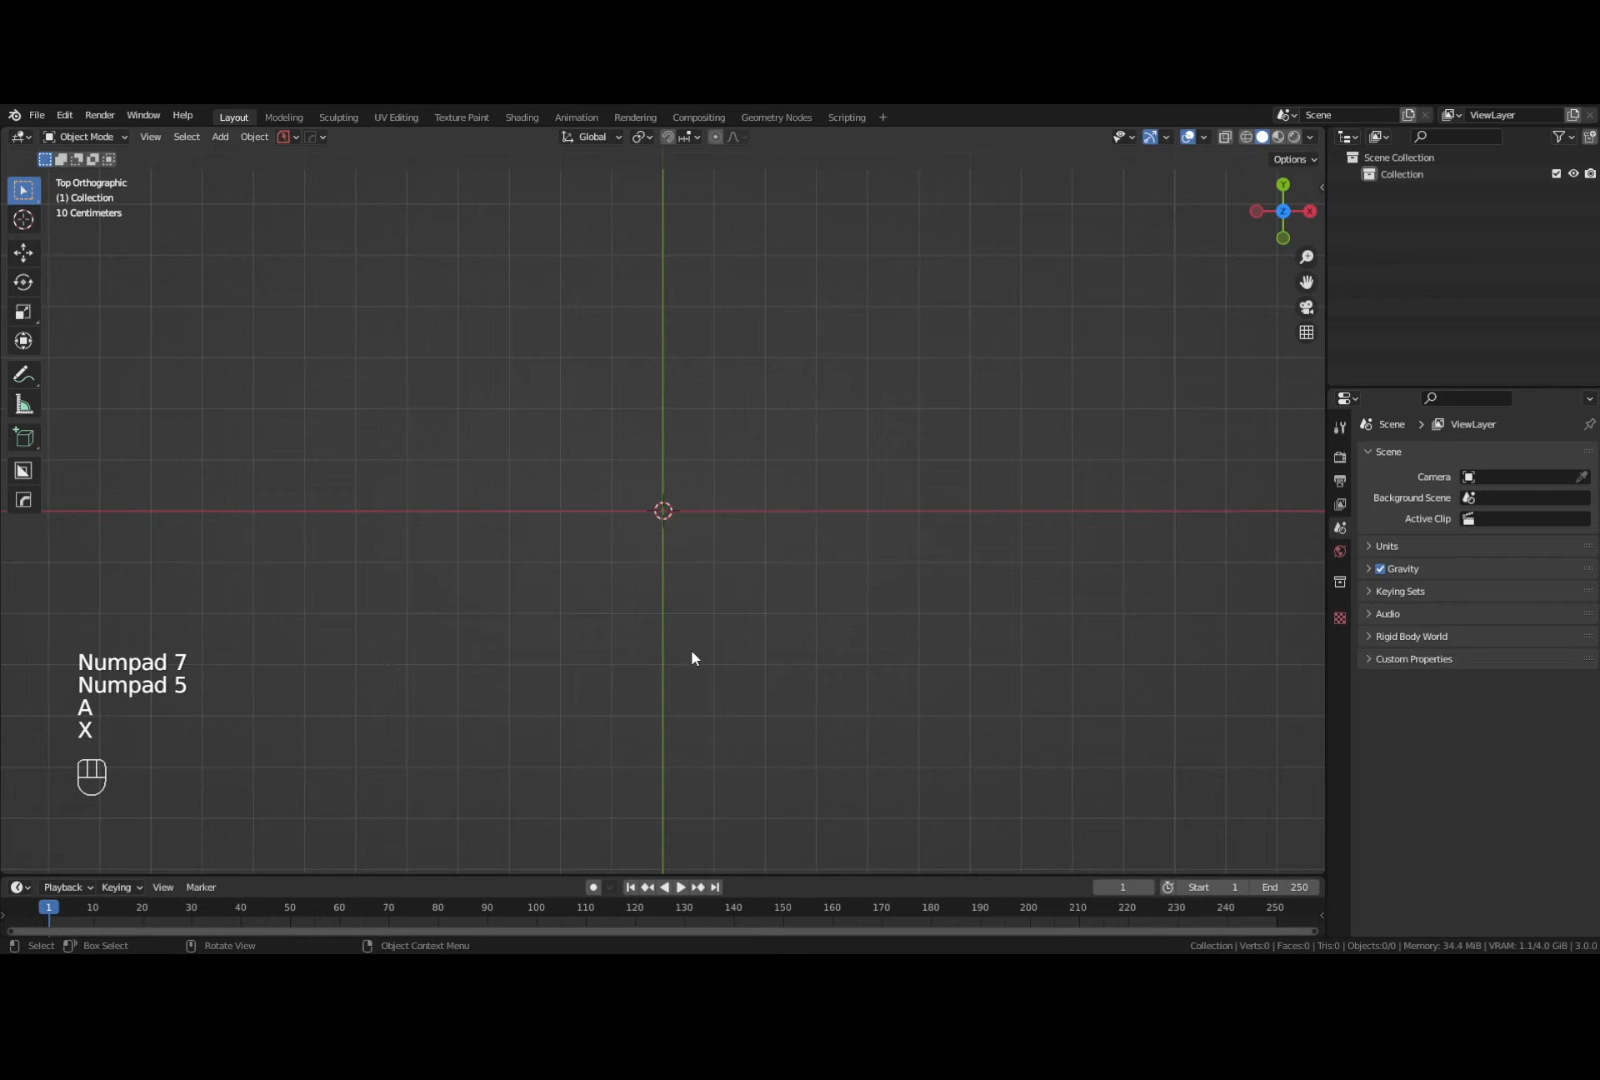 File Edit Render Window Help Layout Modeling Sculpting UV Editing Texture Paint Shading Animation Rendering Compositing Geometry Nodes Scripting + Scene ViewLayer
Object Mode View Select Add Object Global
Options
Top Orthographic
(1) Collection
10 Centimeters
Y
Z
X
Scene Collection
Collection
Scene > ViewLayer
Scene
Camera
Background Scene
Active Clip
Units
Gravity
Keying Sets
Audio
Rigid Body World
Custom Properties
Numpad 7
Numpad 5
A
X
Playback Keying View Marker 1 Start 1 End 250
1 10 20 30 40 50 60 70 80 90 100 110 120 130 140 150 160 170 180 190 200 210 220 230 240 250
Select Box Select Rotate View Object Context Menu Collection | Verts:0 | Faces:0 | Tris:0 | Objects:0/0 | Memory: 34.4 MiB | VRAM: 1.1/4.0 GiB | 3.0.0